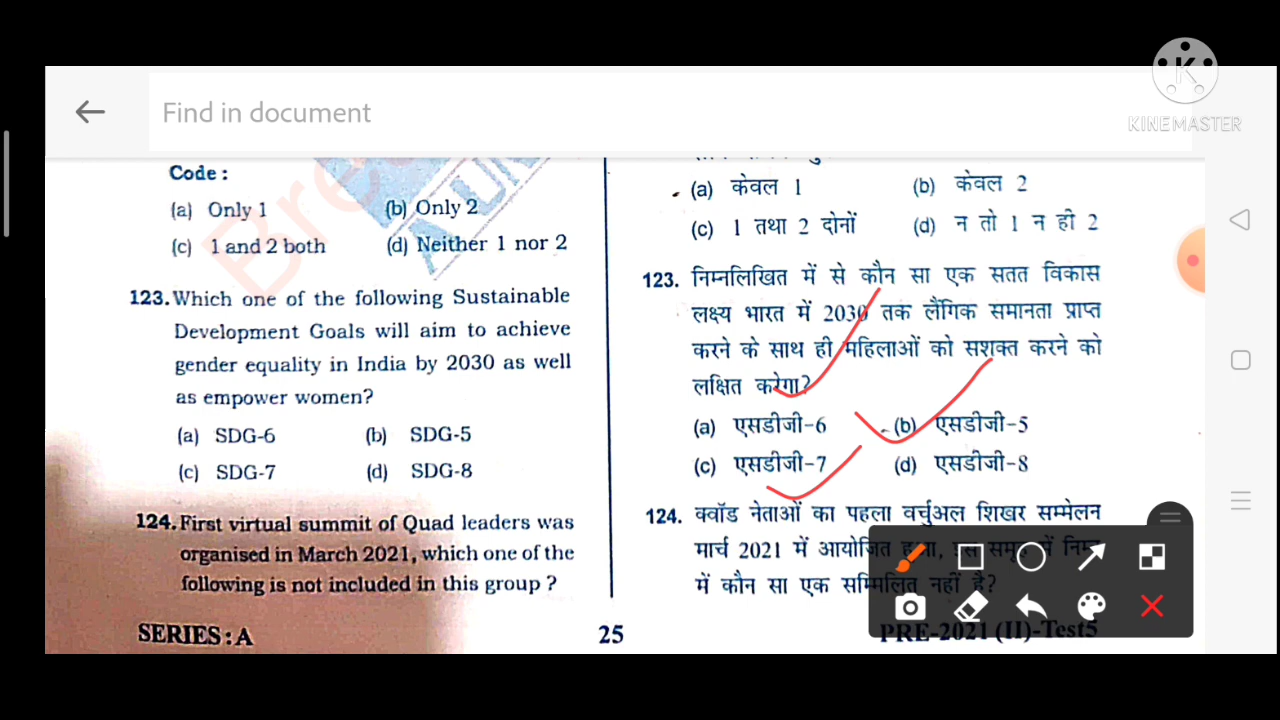 Find in document
KINEMASTER
Code :
(a) Only 1 (b) Only 2
(c) 1 and 2 both (d) Neither 1 nor 2
123. Which one of the following Sustainable
Development Goals will aim to achieve
gender equality in India by 2030 as well
as empower women?
(a) SDG-6 (b) SDG-5
(c) SDG-7 (d) SDG-8
124. First virtual summit of Quad leaders was
organised in March 2021, which one of the
following is not included in this group ?
(a) केवल 1 (b) केवल 2
(c) 1 तथा 2 दोनों (d) न तो 1 न ही 2
123. निम्नलिखित में से कौन सा एक सतत विकास
लक्ष्य भारत में 2030 तक लैंगिक समानता प्राप्त
करने के साथ ही महिलाओं को सशक्त करने को
लक्षित करेगा?
(a) एसडीजी-6 (b) एसडीजी-5
(c) एसडीजी-7 (d) एसडीजी-8
124. क्वॉड नेताओं का पहला वर्चुअल शिखर सम्मेलन
मार्च 2021 में आयोजित में निम्न
में कौन सा एक सम्मिलित नहीं है?
SERIES : A 25 PRE-2021 (II)-Test5